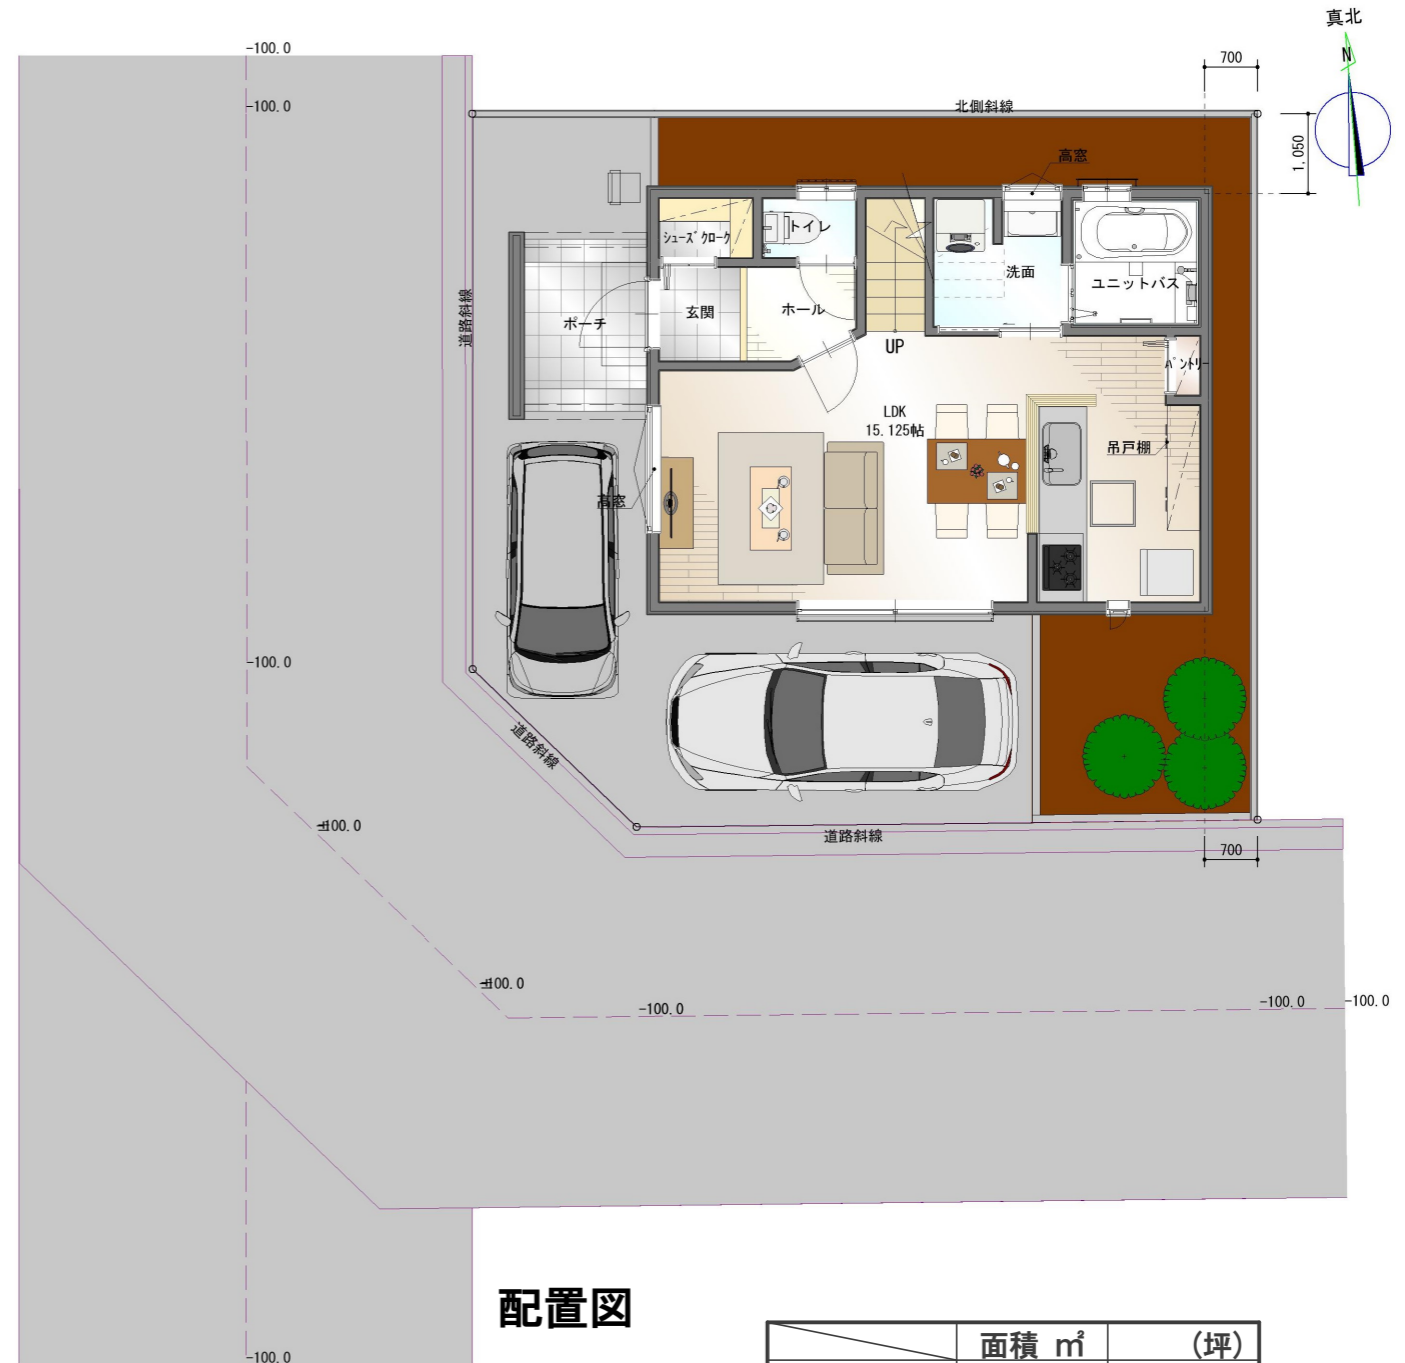 真北
N
-100.0
700
-100.0
北側斜線
1,050
高窓
シューズクローク
トイレ
洗面
ユニットバス
道路斜線
ポーチ
玄関
ホール
UP
パントリー
LDK
15.125帖
吊戸棚
高窓
-100.0
道路斜線
-100.0
道路斜線
700
-100.0
-100.0
-100.0
-100.0
配置図
面積 ㎡
(坪)
-100.0